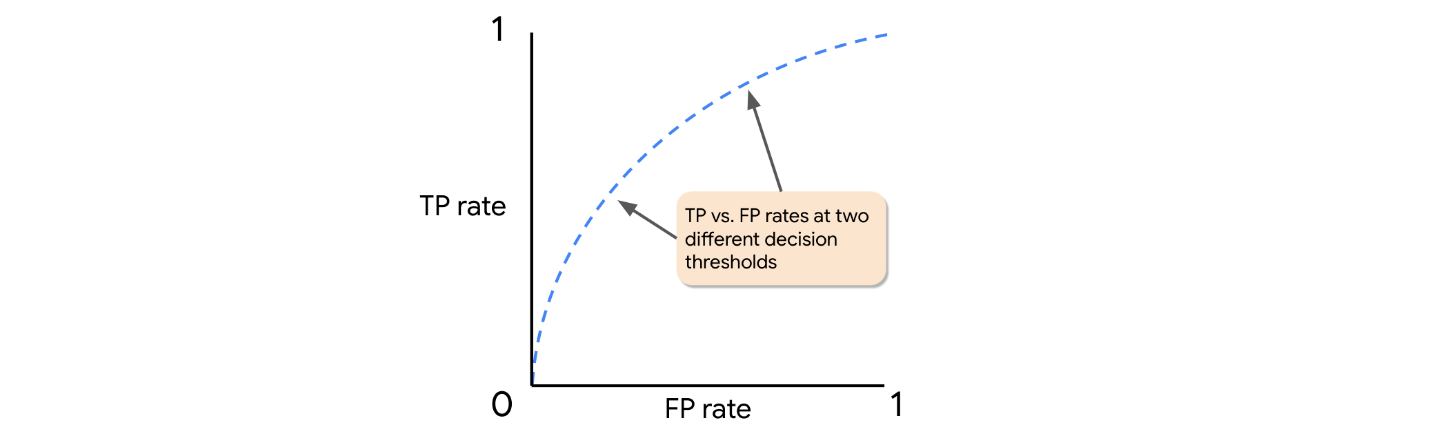 1
TP rate
TP vs. FP rates at two
different decision
thresholds
0
FP rate
1